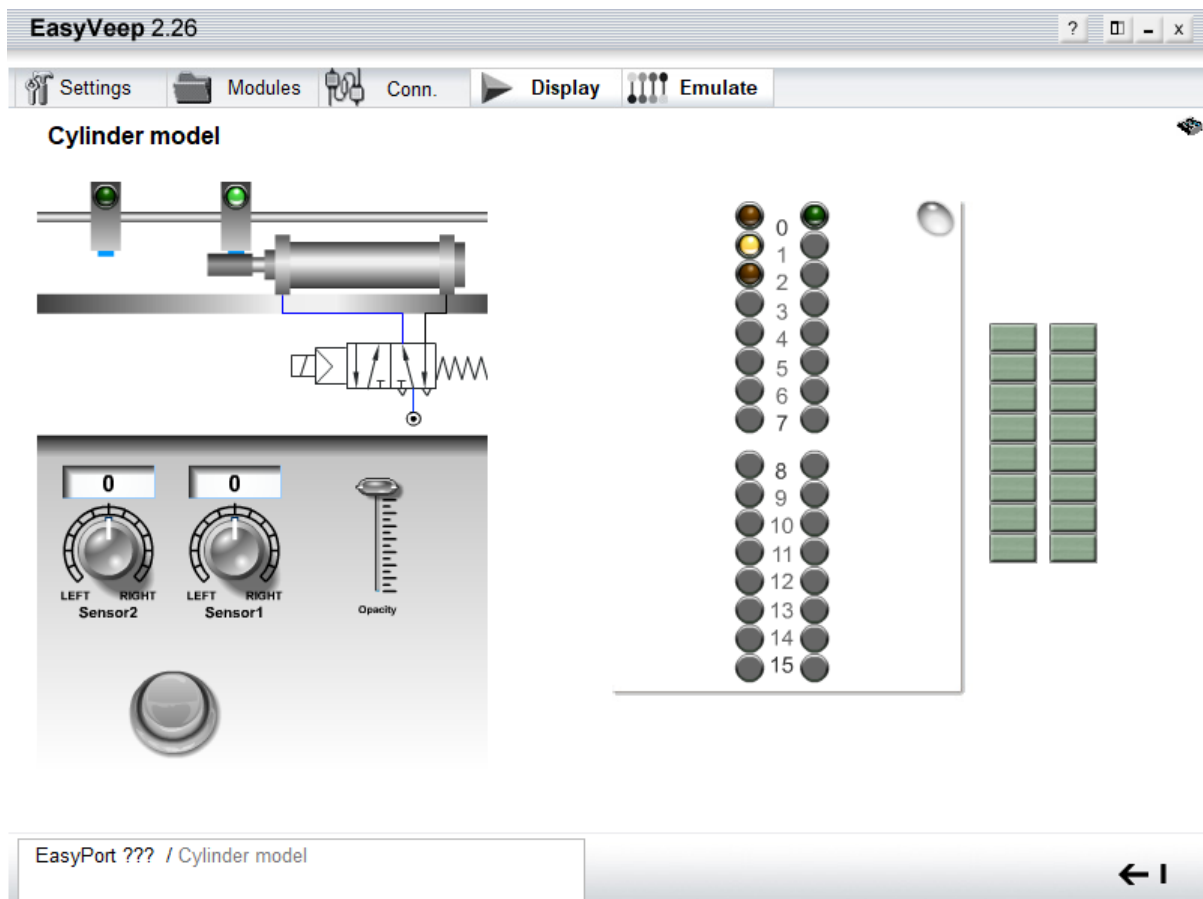 EasyVeep 2.26
?
x
Settings
Modules
Conn.
Display
Emulate
Cylinder model
0
1
2
3
4
5
6
7
8
9
10
11
12
13
14
15
0
0
LEFT RIGHT
Sensor2
LEFT RIGHT
Sensor1
Opacity
EasyPort ??? / Cylinder model